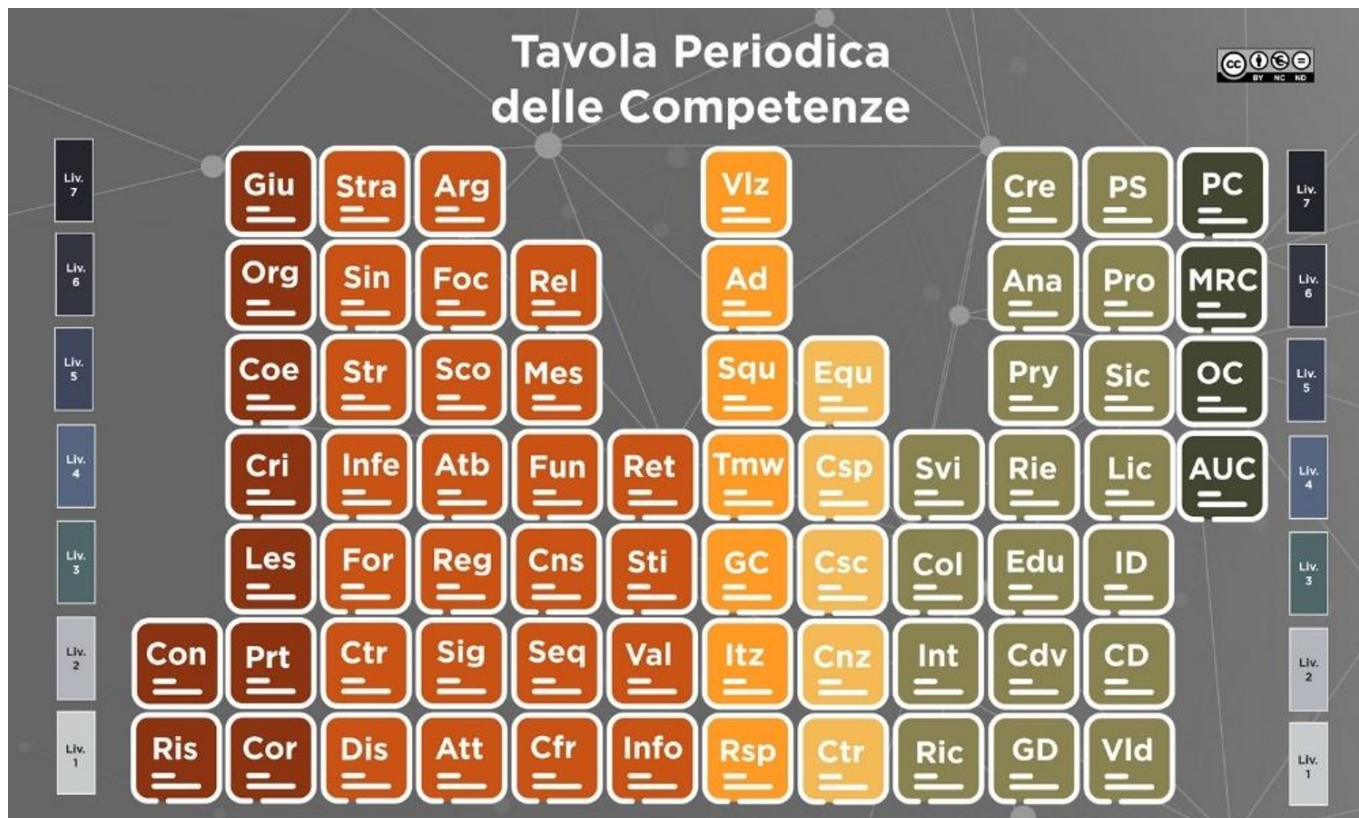 Tavola Periodica
delle Competenze
CC BY NC ND
Liv. 7 Giu Stra Arg Vlz Cre PS PC Liv. 7
Liv. 6 Org Sin Foc Rel Ad Ana Pro MRC Liv. 6
Liv. 5 Coe Str Sco Mes Squ Equ Pry Sic OC Liv. 5
Liv. 4 Cri Infe Atb Fun Ret Tmw Csp Svi Rie Lic AUC Liv. 4
Liv. 3 Les For Reg Cns Sti GC Csc Col Edu ID Liv. 3
Liv. 2 Con Prt Ctr Sig Seq Val Itz Cnz Int Cdv CD Liv. 2
Liv. 1 Ris Cor Dis Att Cfr Info Rsp Ctr Ric GD Vld Liv. 1